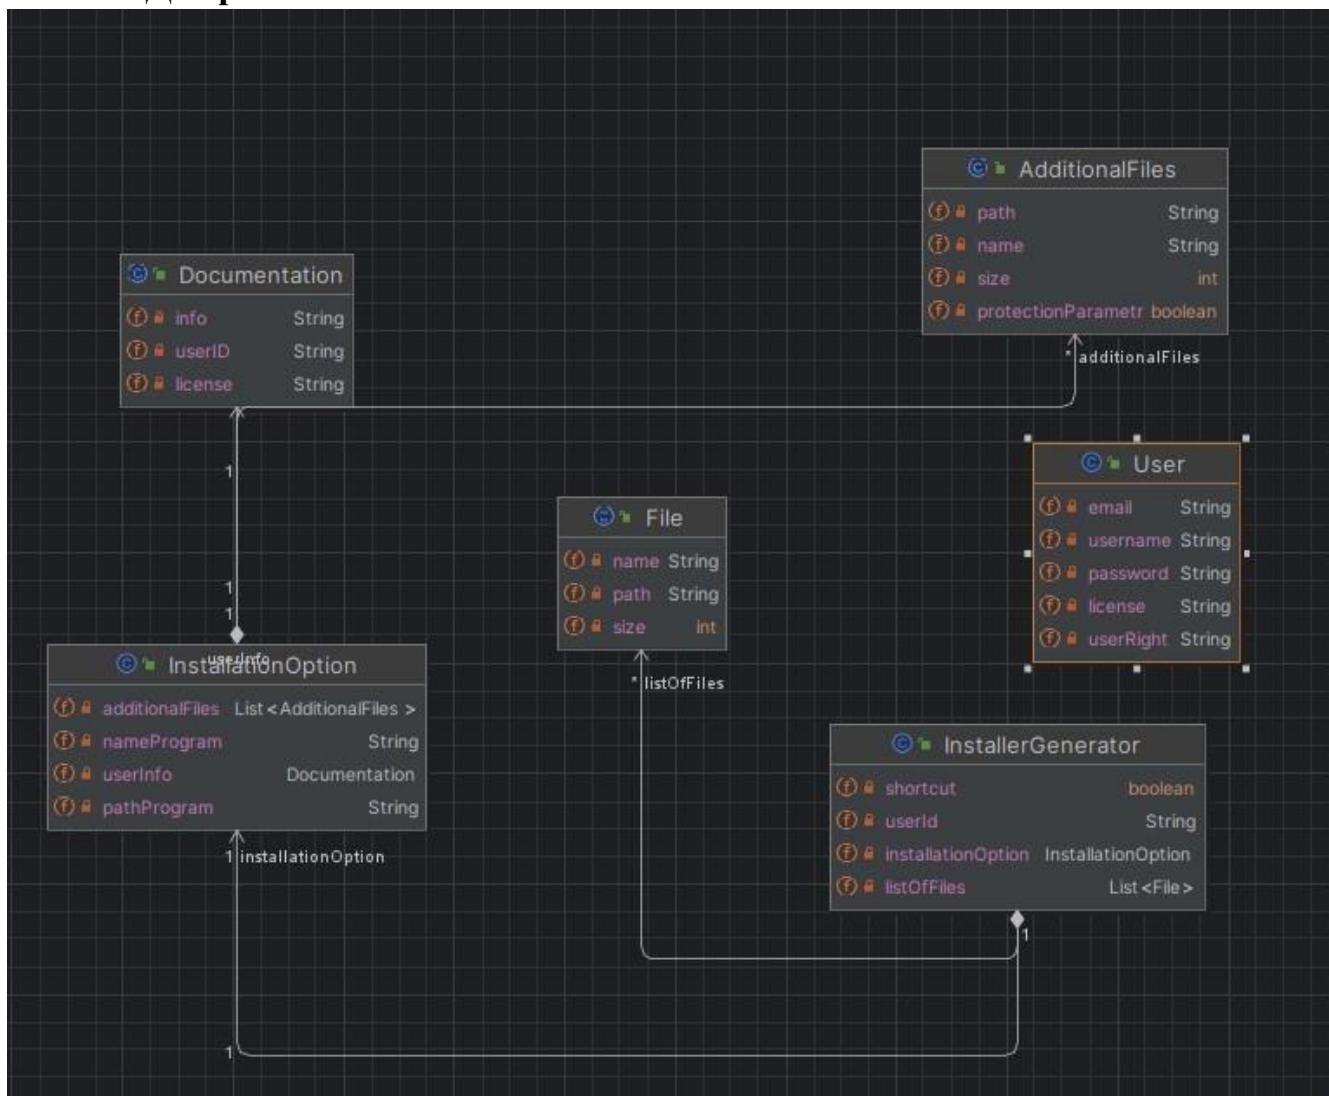 AdditionalFiles
path String
name String
size int
protectionParametr boolean
* additionalFiles
Documentation
info String
userID String
license String
1
1
1
User
email String
username String
password String
license String
userRight String
File
name String
path String
size int
* listOfFiles
userInfo
InstallationOption
additionalFiles List<AdditionalFiles >
nameProgram String
userInfo Documentation
pathProgram String
1 installationOption
InstallerGenerator
shortcut boolean
userId String
installationOption InstallationOption
listOfFiles List<File>
1
1